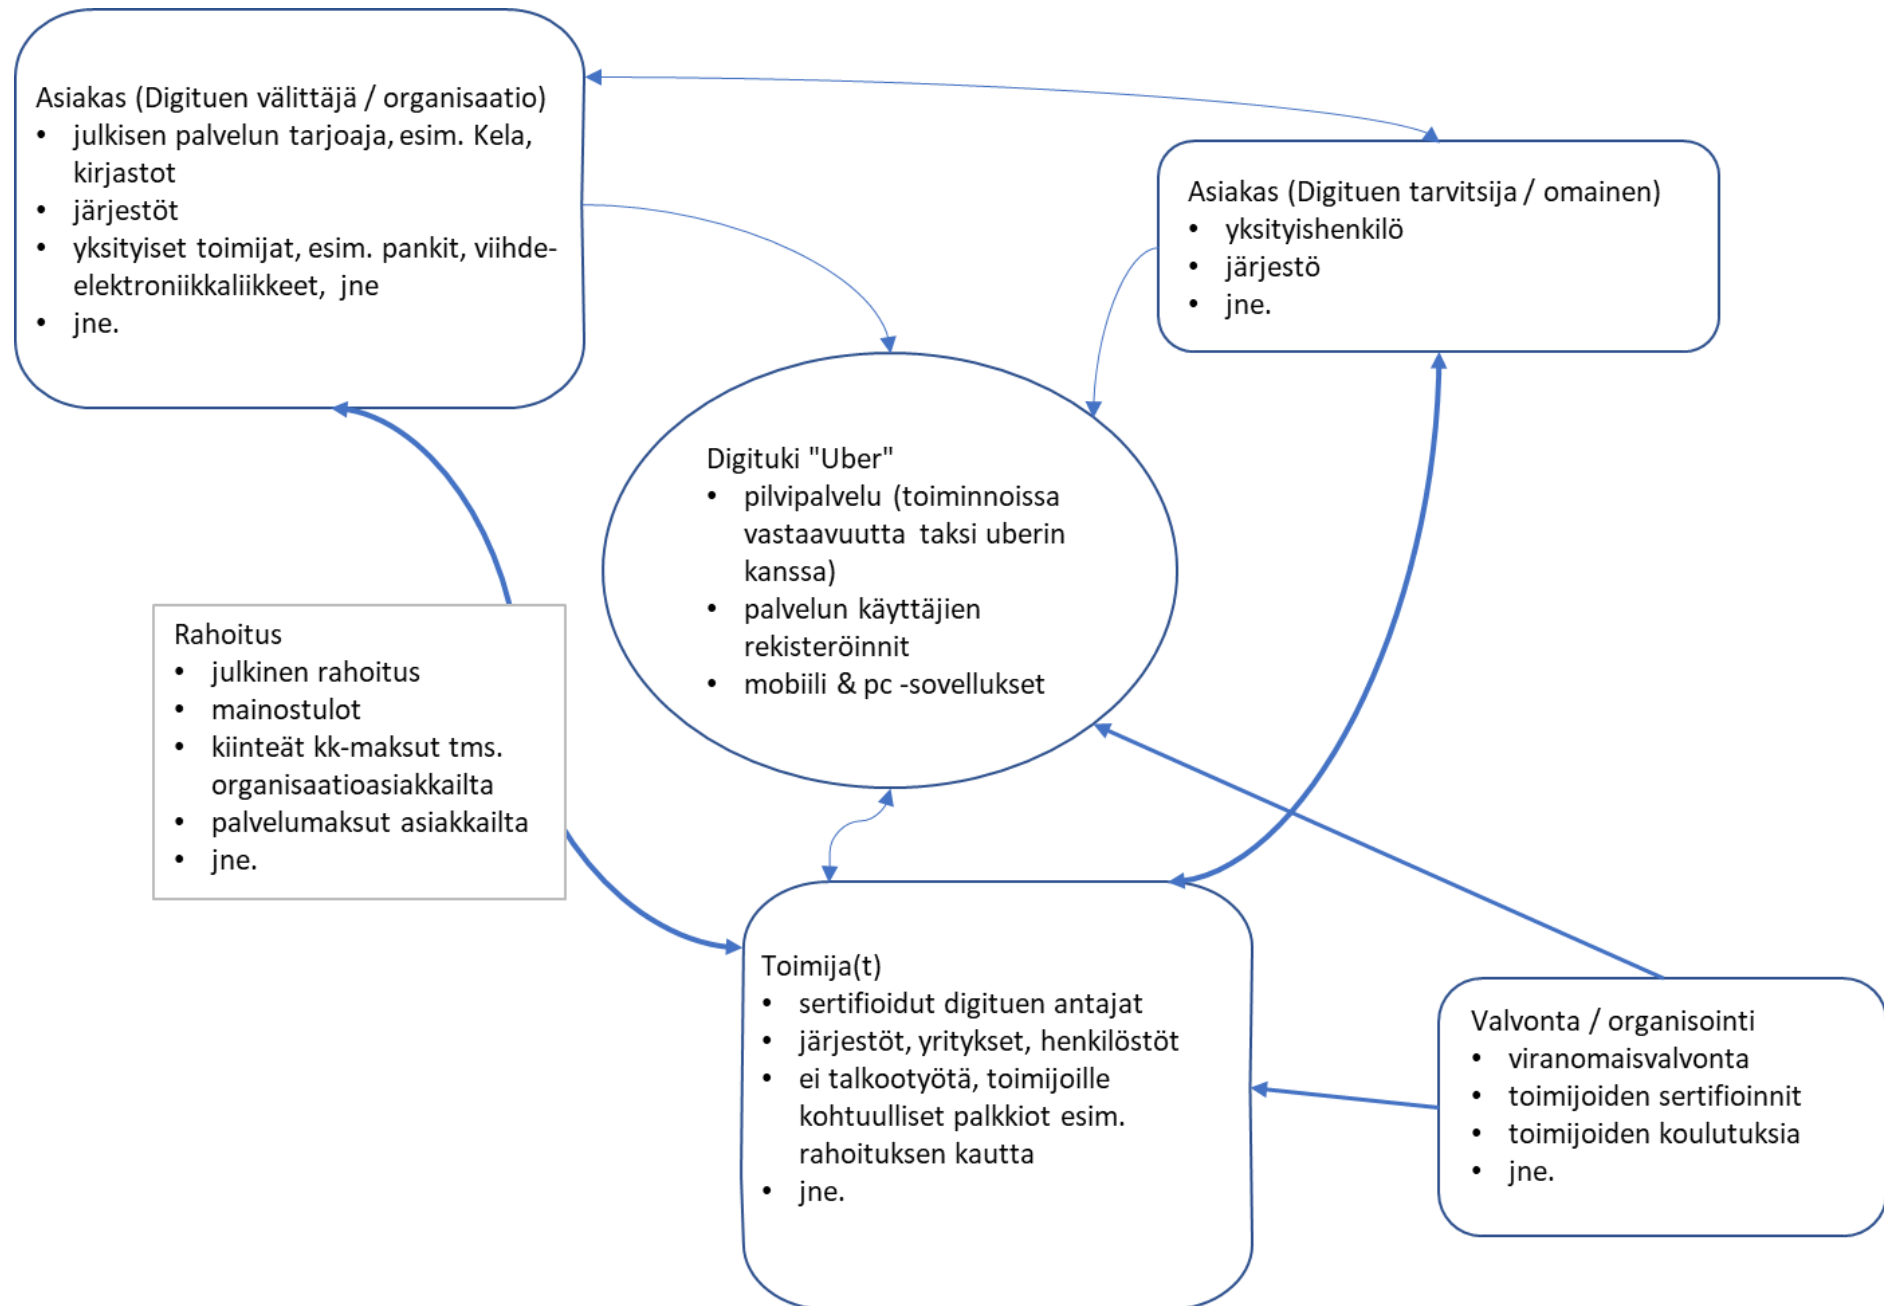 Asiakas (Digituen välittäjä / organisaatio)
• julkisen palvelun tarjoaja, esim. Kela,
kirjastot
• järjestöt
• yksityiset toimijat, esim. pankit, viihde-
elektroniikkaliikkeet, jne
• jne.
Asiakas (Digituen tarvitsija / omainen)
• yksityishenkilö
• järjestö
• jne.
Digituki "Uber"
• pilvipalvelu (toiminnoissa
vastaavuutta taksi uberin
kanssa)
• palvelun käyttäjien
rekisteröinnit
• mobiili & pc -sovellukset
Rahoitus
• julkinen rahoitus
• mainostulot
• kiinteät kk-maksut tms.
organisaatioasiakkailta
• palvelumaksut asiakkailta
• jne.
Toimija(t)
• sertifioidut digituen antajat
• järjestöt, yritykset, henkilöstöt
• ei talkootyötä, toimijoille
kohtuulliset palkkiot esim.
rahoituksen kautta
• jne.
Valvonta / organisointi
• viranomaisvalvonta
• toimijoiden sertifioinnit
• toimijoiden koulutuksia
• jne.